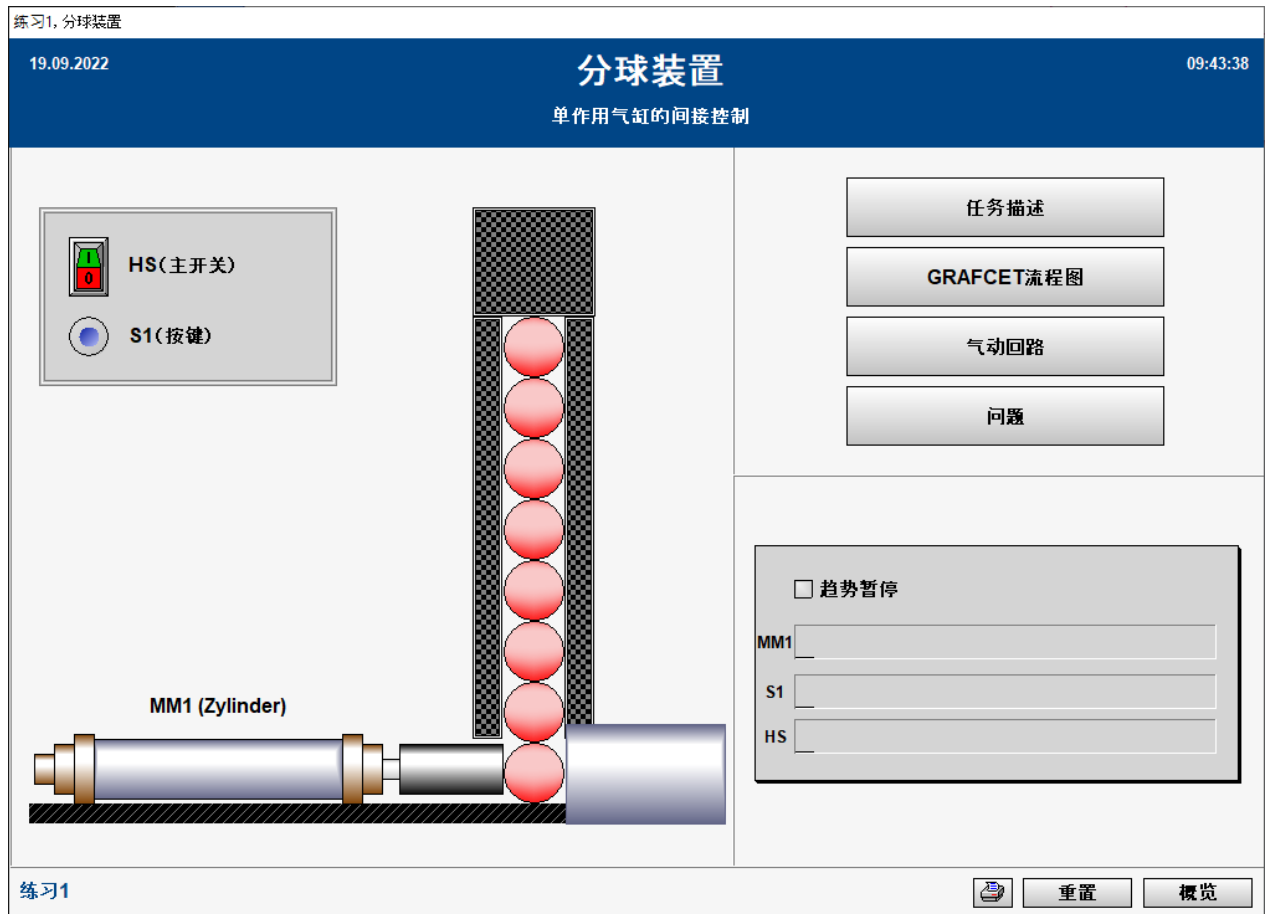 练习1, 分球装置
19.09.2022
分球装置
09:43:38
单作用气缸的间接控制
HS(主开关)
I
0
S1(按键)
MM1 (Zylinder)
任务描述
GRAFCET流程图
气动回路
问题
趋势暂停
MM1
S1
HS
练习1
重置
概览